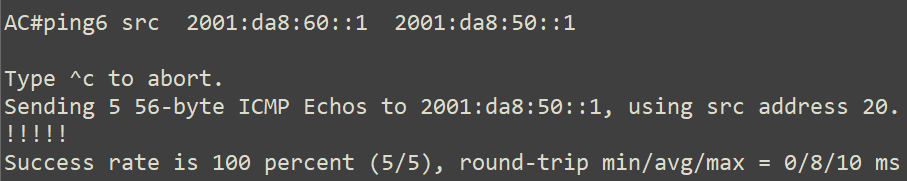 AC#ping6 src  2001:da8:60::1  2001:da8:50::1
Type ^c to abort.
Sending 5 56-byte ICMP Echos to 2001:da8:50::1, using src address 20.
!!!!!
Success rate is 100 percent (5/5), round-trip min/avg/max = 0/8/10 ms